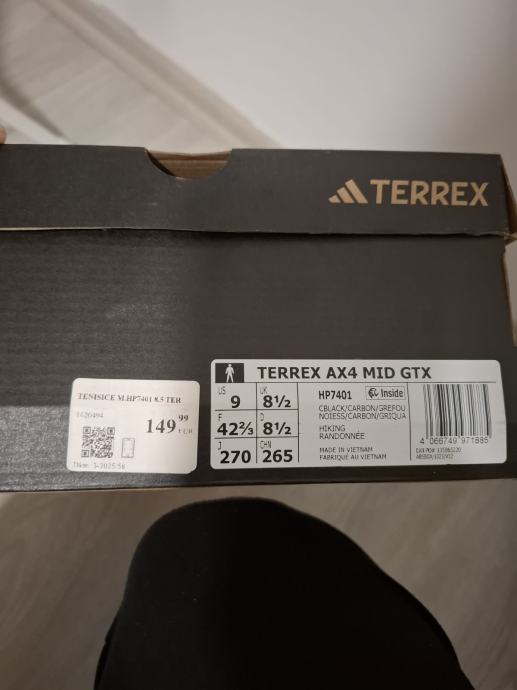 TERREX
TERREX AX4 MID GTX
US 9 UK 8½
F 42⅔ D 8½
J 270 CHN 265
HP7401 Inside
CBLACK/CARBON/GREFOU
NOIESS/CARBON/GRIQUA
HIKING
RANDONNÉE
MADE IN VIETNAM
FABRIQUÉ AU VIETNAM
4 066749 971885
TENISICE M.HP7401 8.5 TER
149 99
EUR